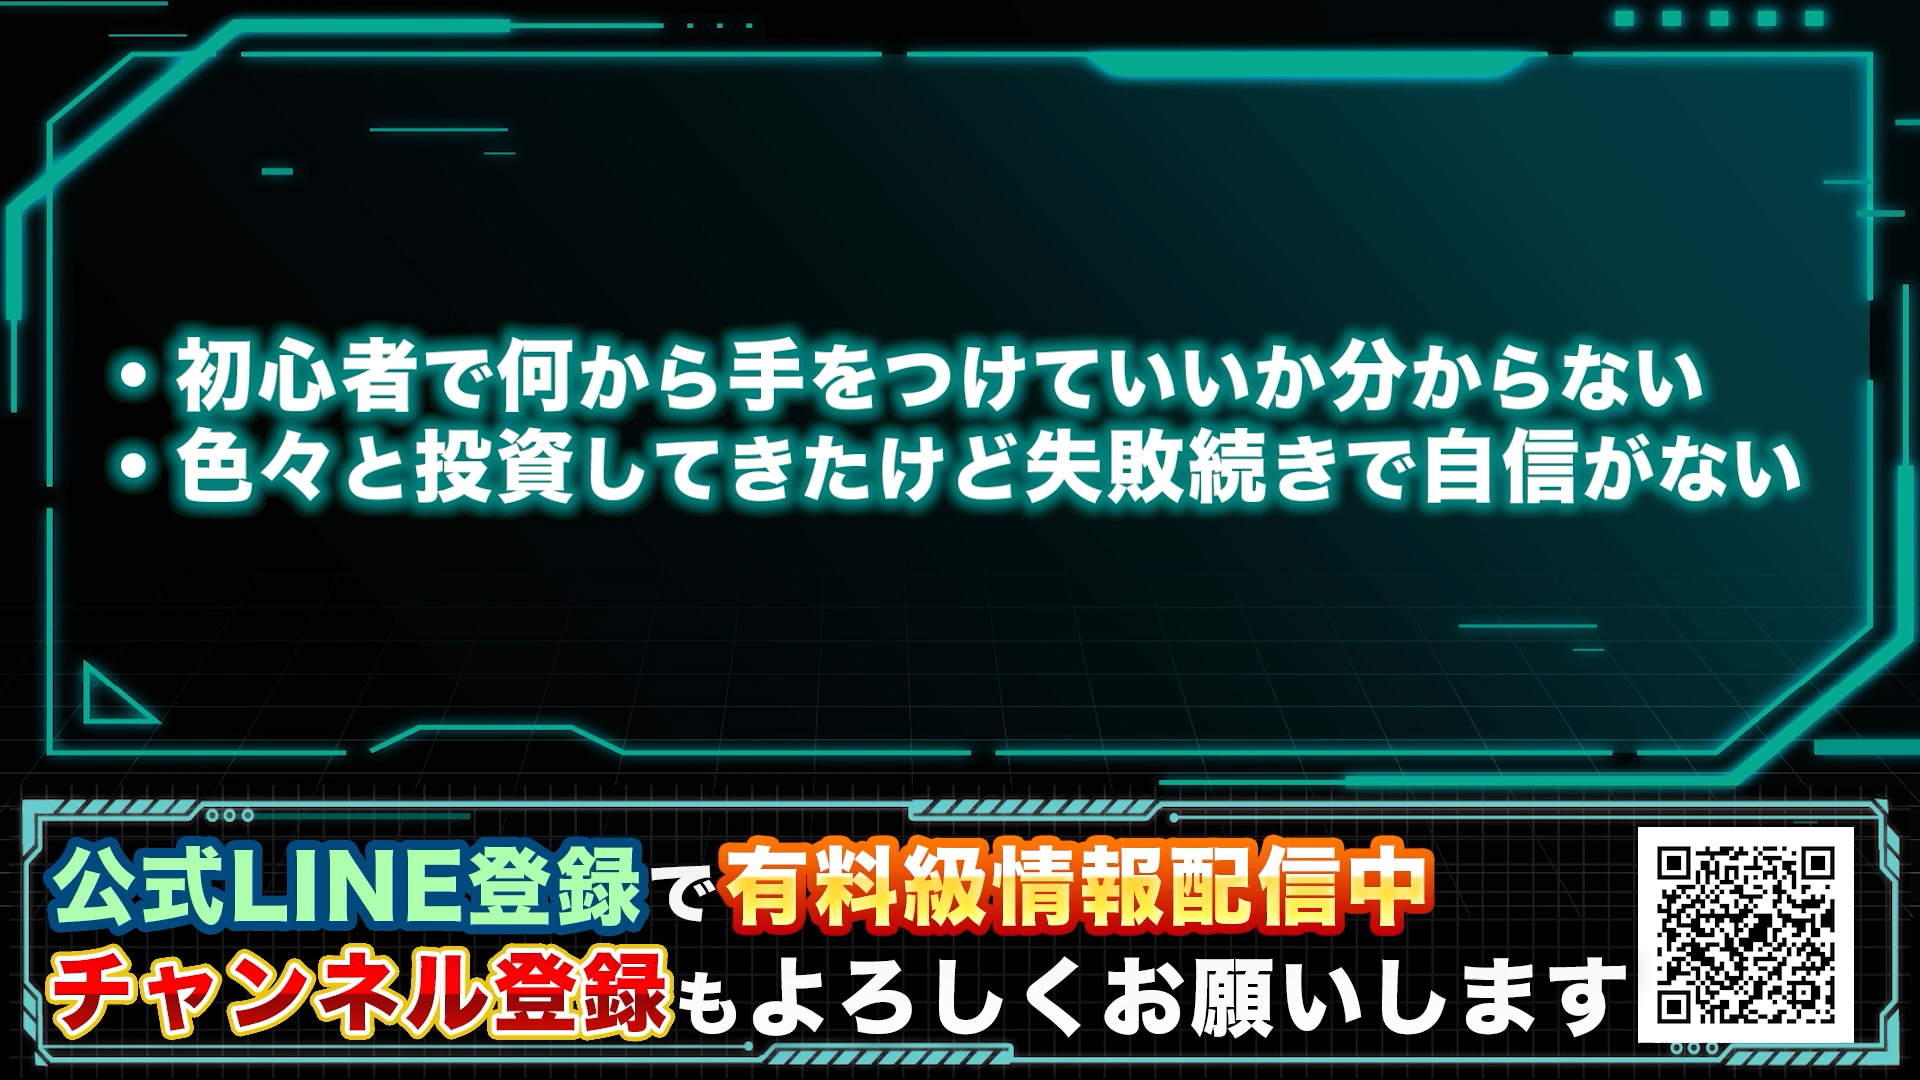 ・初心者で何から手をつけていいか分からない
・色々と投資してきたけど失敗続きで自信がない
公式LINE登録で有料級情報配信中
チャンネル登録もよろしくお願いします